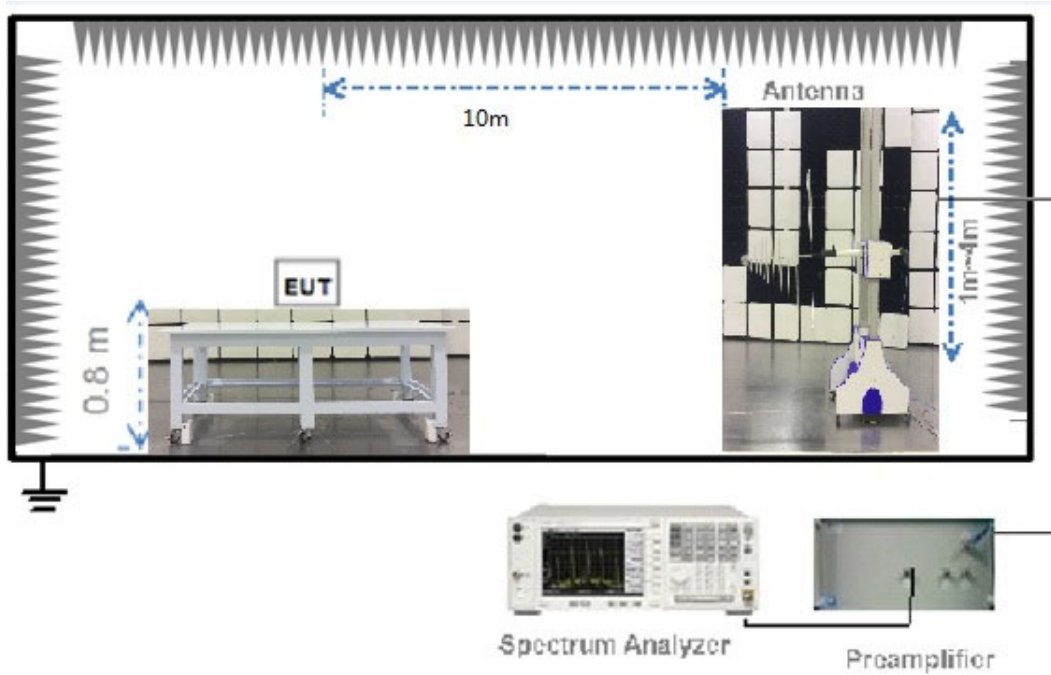 Antenna
10m
1m~4m
EUT
0.8 m
Spectrum Analyzer
Preamplifier